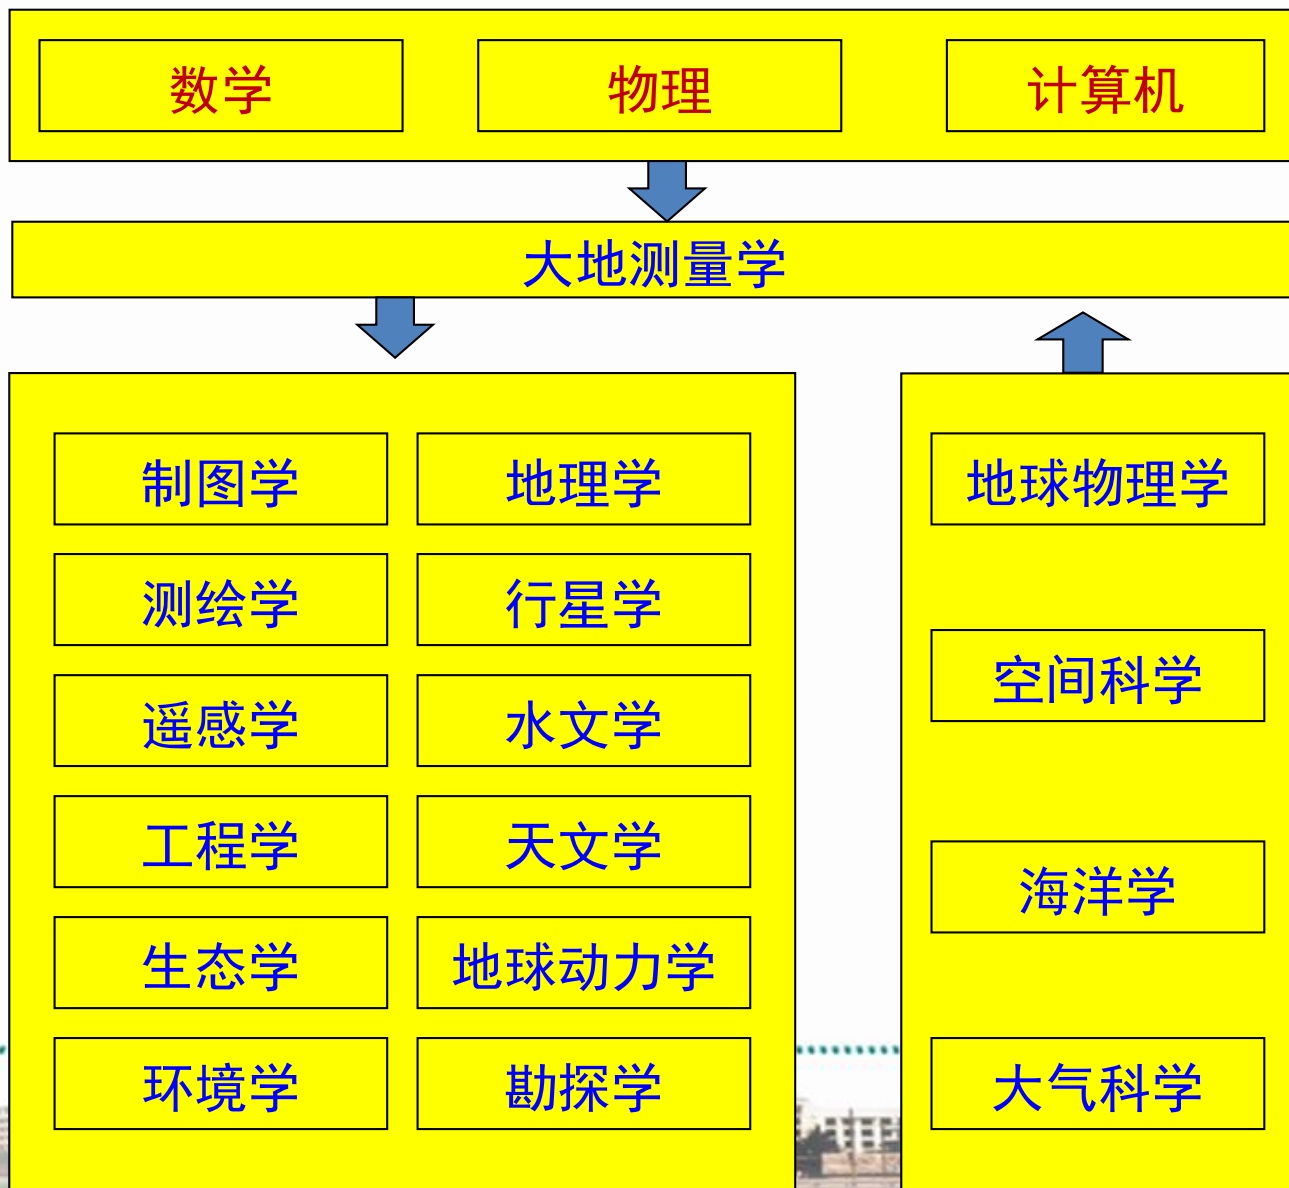 数学 物理 计算机
大地测量学
制图学 地理学 地球物理学
测绘学 行星学
空间科学
遥感学 水文学
工程学 天文学
海洋学
生态学 地球动力学
环境学 勘探学 大气科学